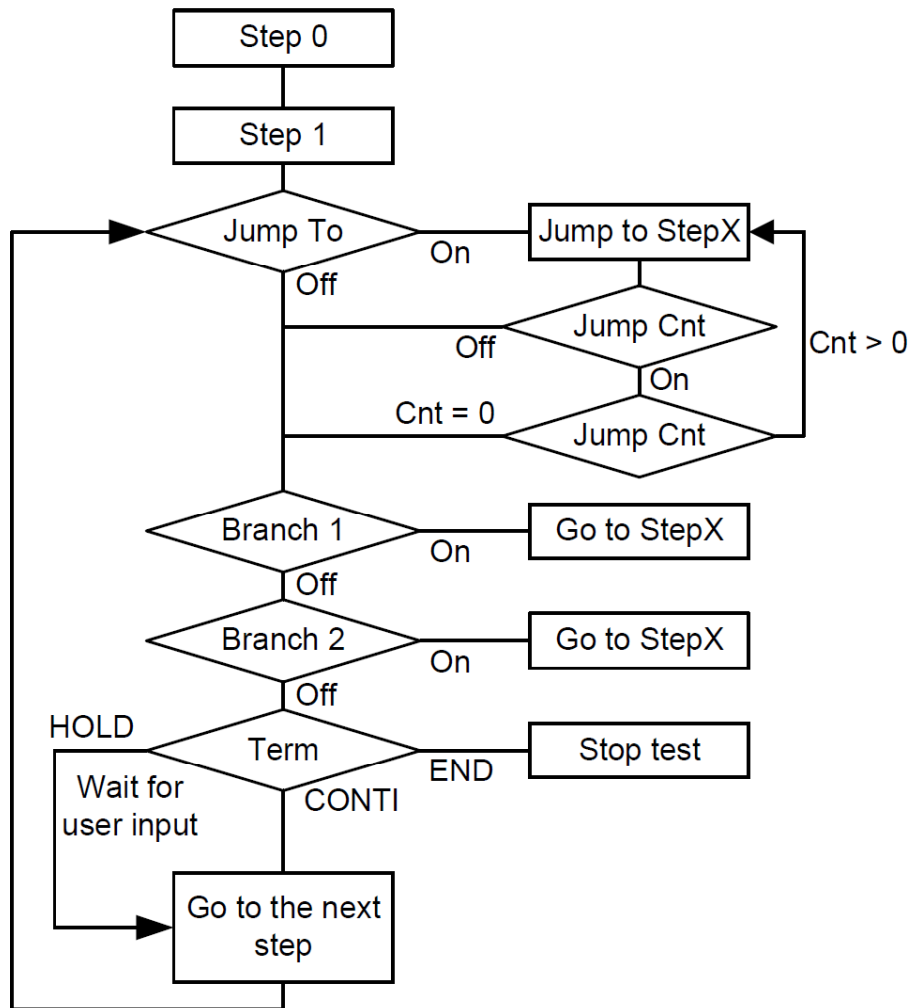 Step 0
Step 1
Jump To
On
Jump to StepX
Off
Jump Cnt
Off
On
Cnt > 0
Cnt = 0
Jump Cnt
Branch 1
On
Go to StepX
Off
Branch 2
On
Go to StepX
Off
HOLD
Term
END
Stop test
Wait for
user input
CONTI
Go to the next
step